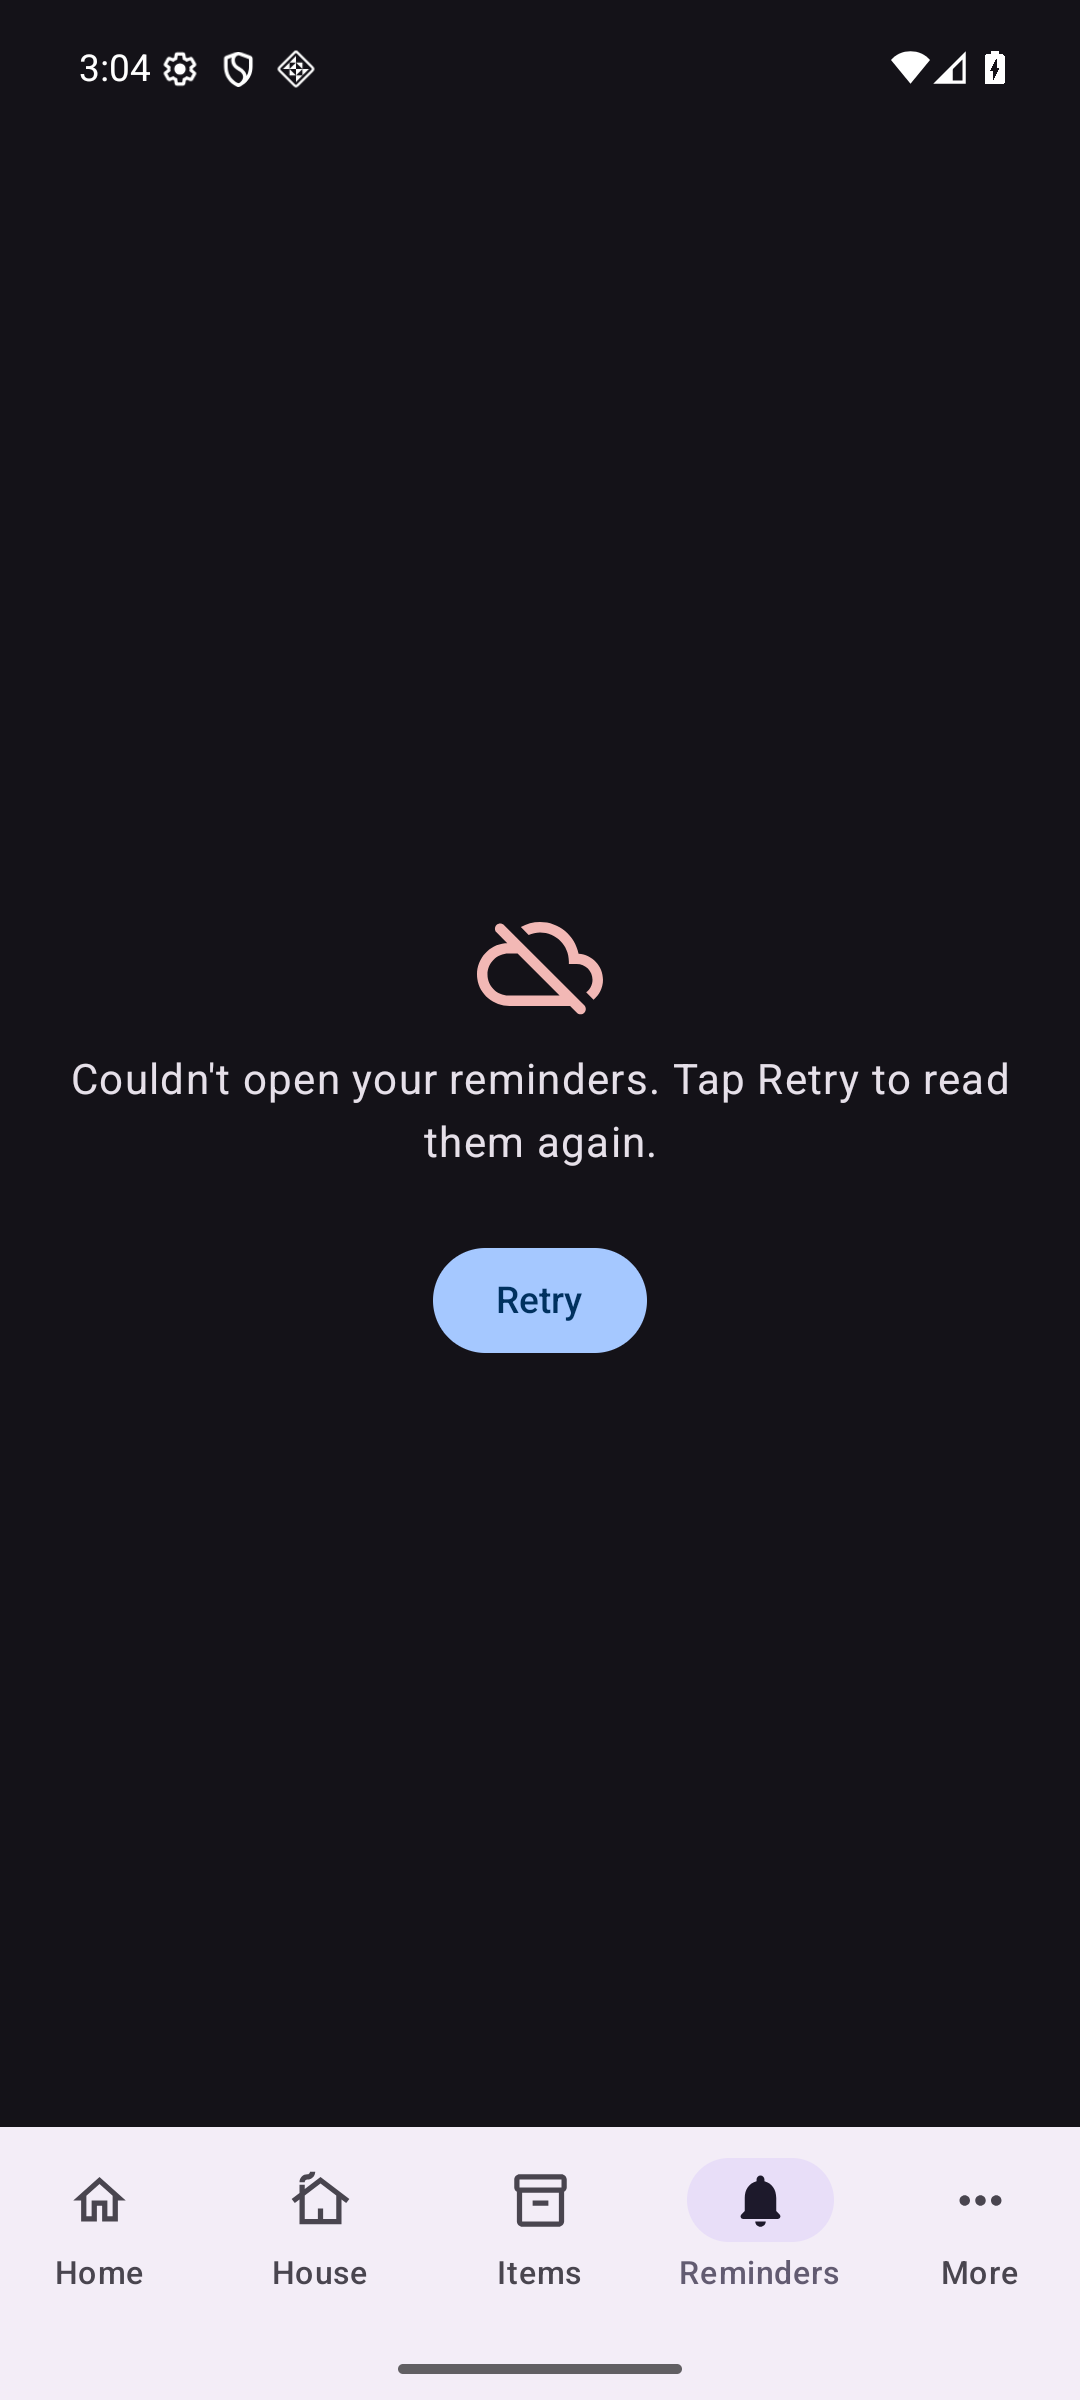 3:04
Couldn't open your reminders. Tap Retry to read
them again.
Retry
Home
House
Items
Reminders
More